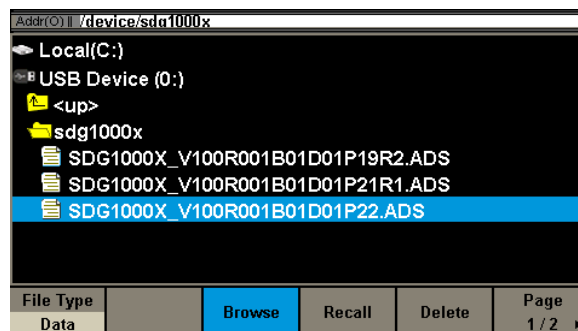 Addr(O) /device/sdg1000x
Local(C:)
USB Device (0:)
<up>
sdg1000x
SDG1000X_V100R001B01D01P19R2.ADS
SDG1000X_V100R001B01D01P21R1.ADS
SDG1000X_V100R001B01D01P22.ADS
File Type
Data
Browse
Recall
Delete
Page
1 / 2